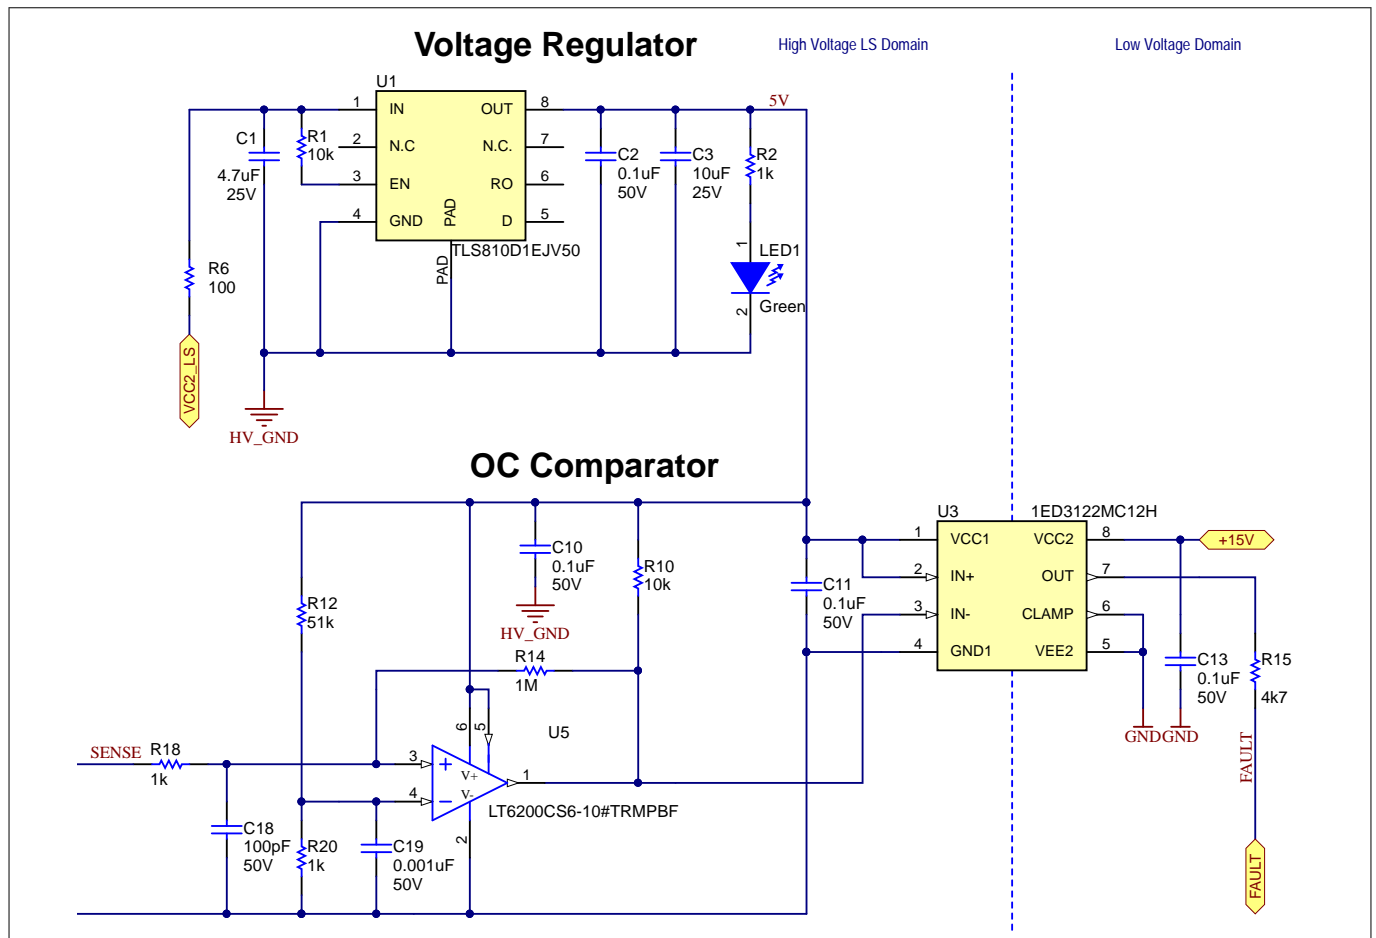 Voltage Regulator
High Voltage LS Domain
Low Voltage Domain
U1
5V
1
IN
OUT
8
C1
4.7uF
25V
R1
10k
2
N.C
N.C.
7
3
EN
RO
6
4
GND
PAD
D
5
C2
0.1uF
50V
C3
10uF
25V
R2
1k
TLS810D1EJV50
PAD
1
LED1
Green
2
R6
100
VCC2_LS
HV_GND
OC Comparator
U3
1ED3122MC12H
1
VCC1
VCC2
8
+15V
2
IN+
OUT
7
3
IN-
CLAMP
6
4
GND1
VEE2
5
C10
0.1uF
50V
HV_GND
R10
10k
C11
0.1uF
50V
R12
51k
R14
1M
C13
0.1uF
50V
R15
4k7
GND
GND
FAULT
FAULT
6
5
U5
SENSE
R18
1k
3
+
V+
1
4
−
V-
LT6200CS6-10#TRMPBF
2
C18
100pF
50V
R20
1k
C19
0.001uF
50V